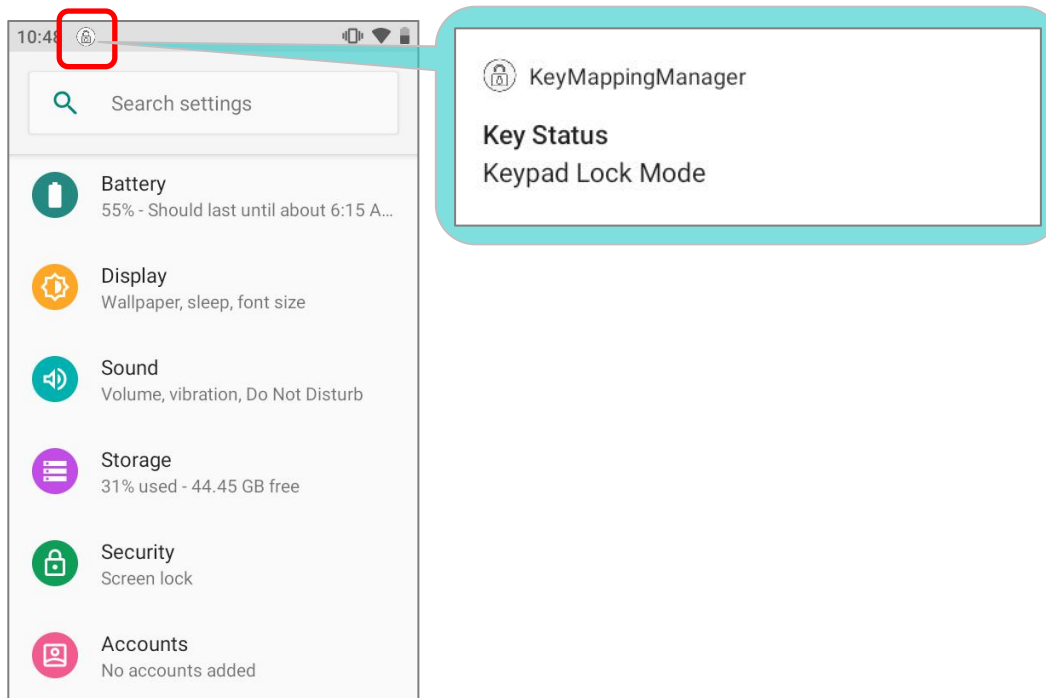 10:48
Search settings
Battery
55% - Should last until about 6:15 A...
Display
Wallpaper, sleep, font size
Sound
Volume, vibration, Do Not Disturb
Storage
31% used - 44.45 GB free
Security
Screen lock
Accounts
No accounts added
KeyMappingManager
Key Status
Keypad Lock Mode